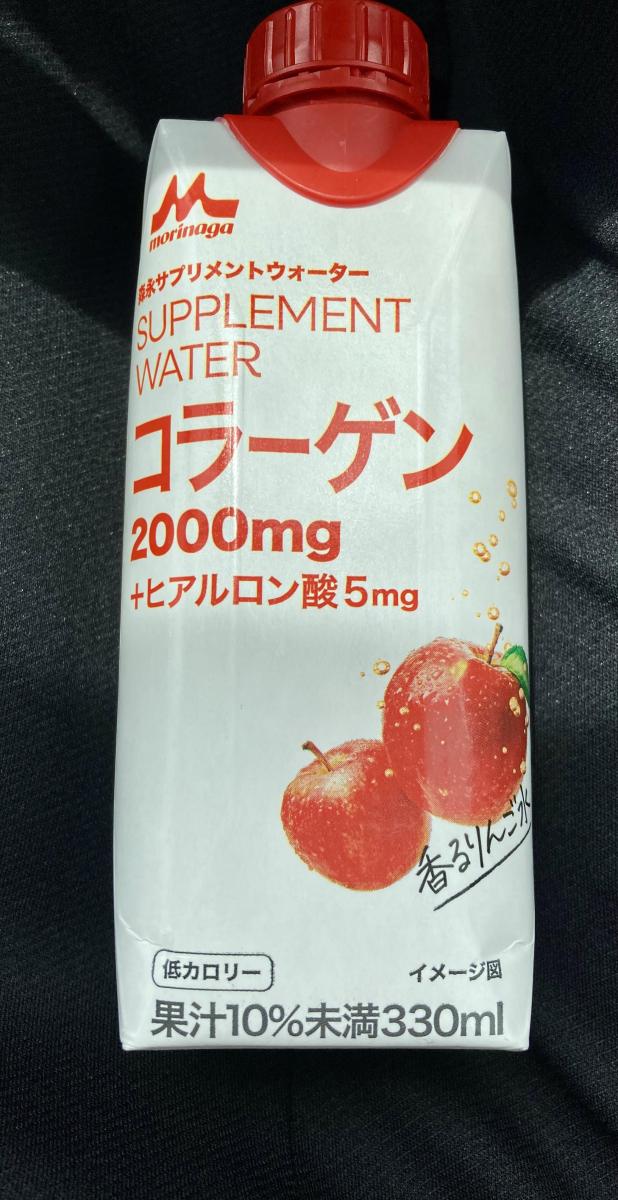 morinaga
森永サプリメントウォーター
SUPPLEMENT
WATER
コラーゲン
2000mg
+ヒアルロン酸5mg
香るりんご水
低カロリー
イメージ図
果汁10%未満330ml